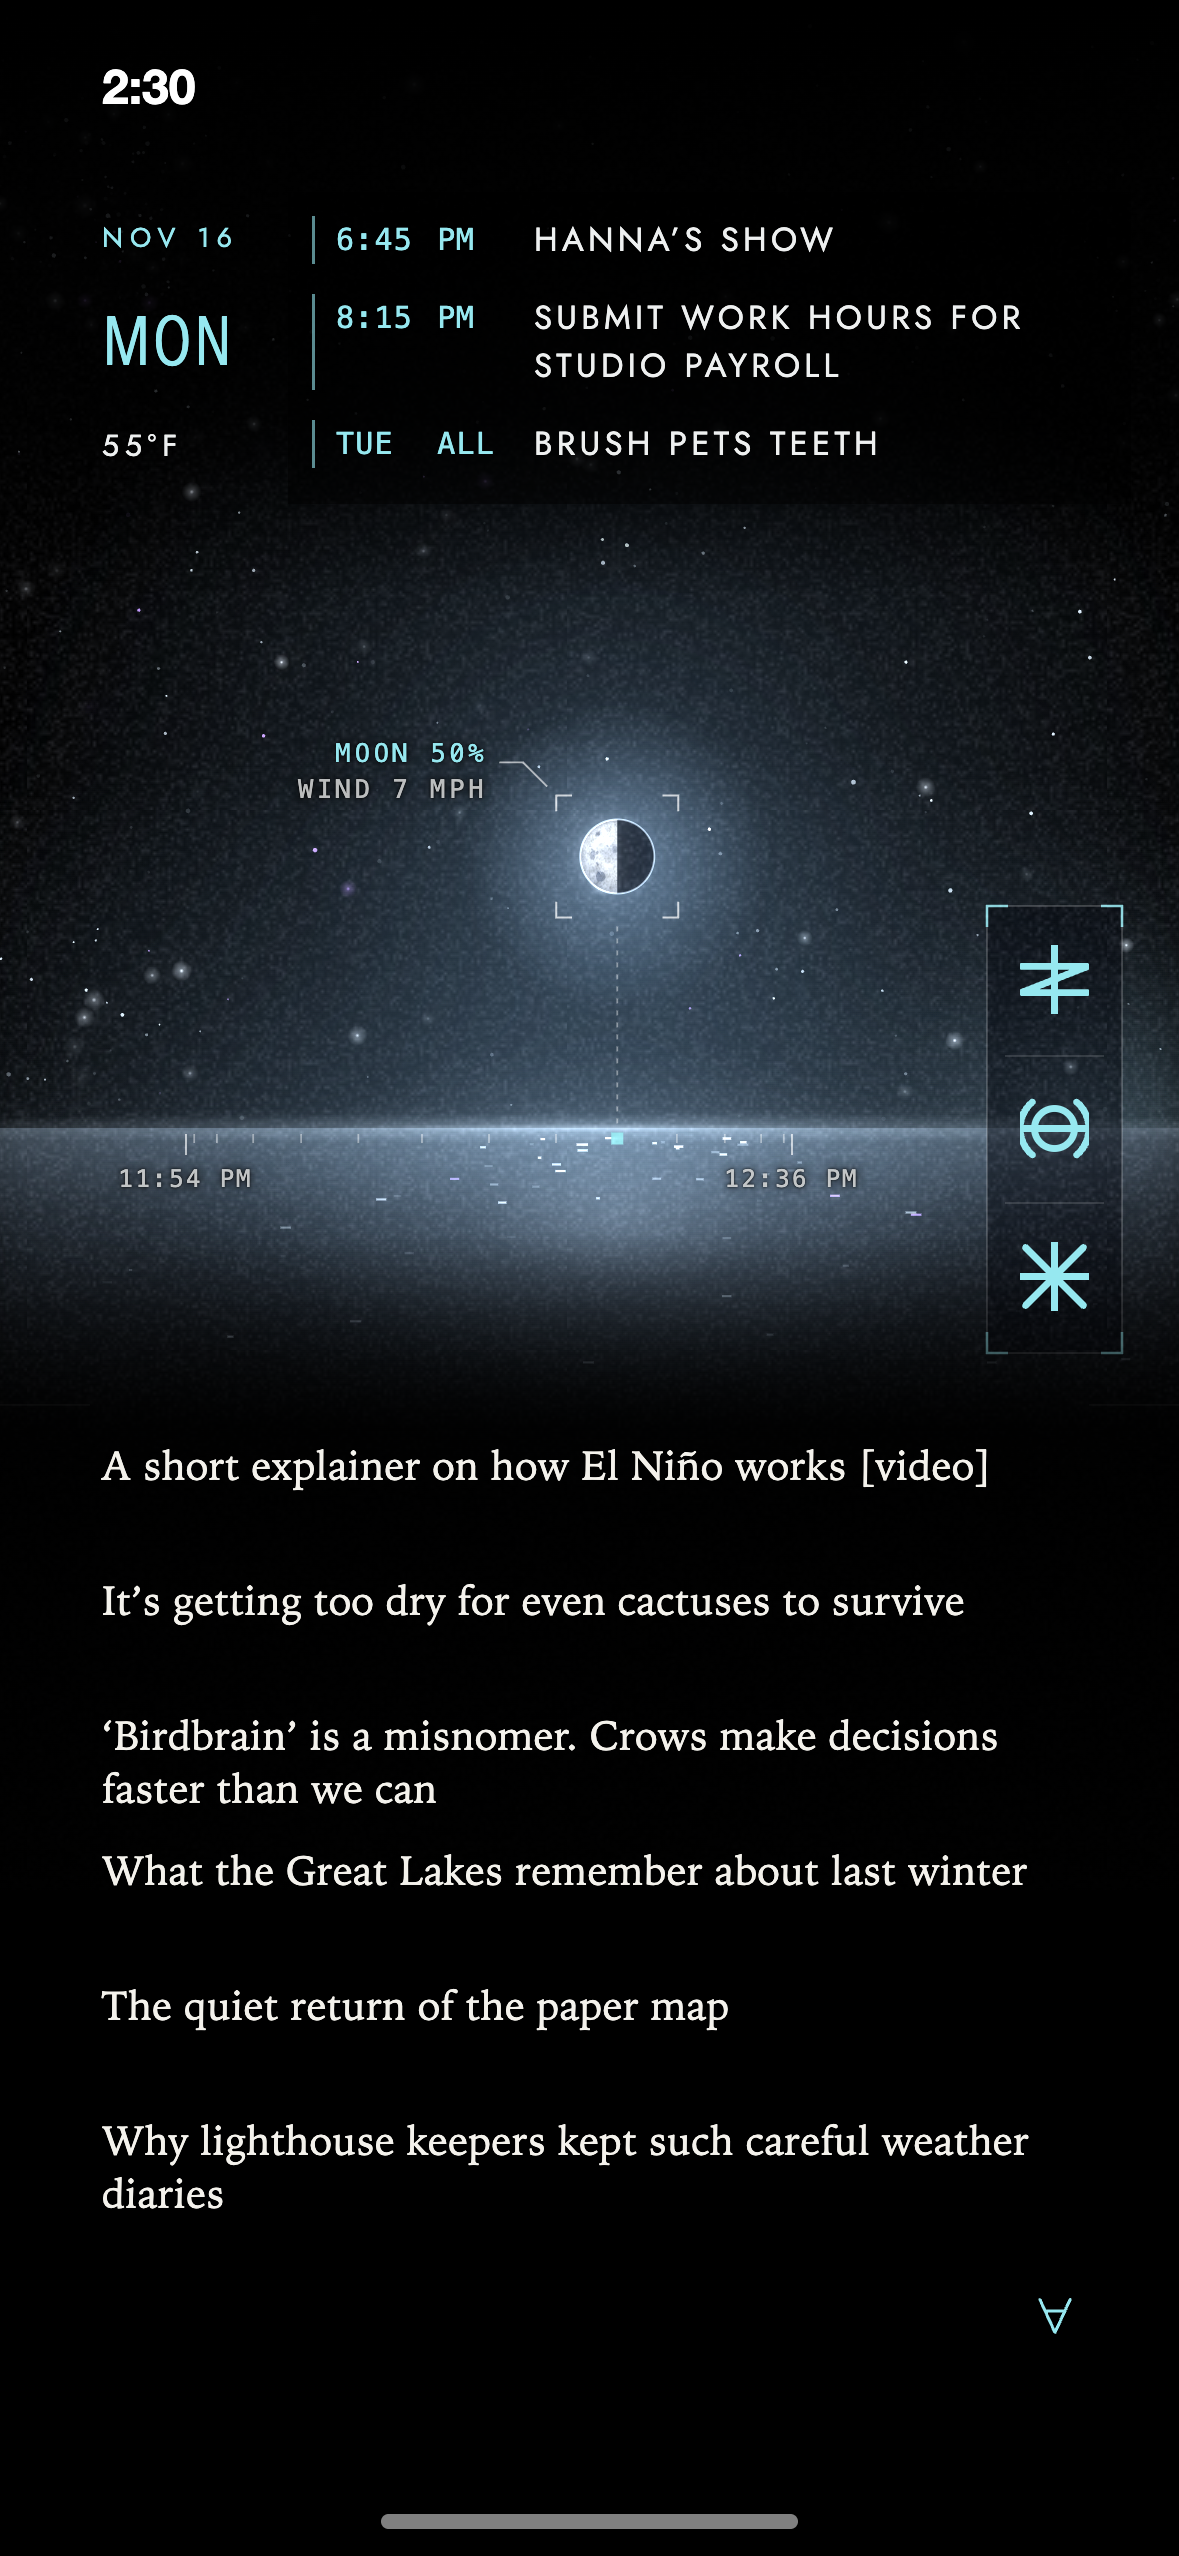 2:30
NOV 16
MON
55°F
6:45 PM HANNA’S SHOW
8:15 PM SUBMIT WORK HOURS FOR
STUDIO PAYROLL
TUE ALL BRUSH PETS TEETH
MOON 50%
WIND 7 MPH
11:54 PM
12:36 PM
A short explainer on how El Niño works [video]
It’s getting too dry for even cactuses to survive
‘Birdbrain’ is a misnomer. Crows make decisions
faster than we can
What the Great Lakes remember about last winter
The quiet return of the paper map
Why lighthouse keepers kept such careful weather
diaries